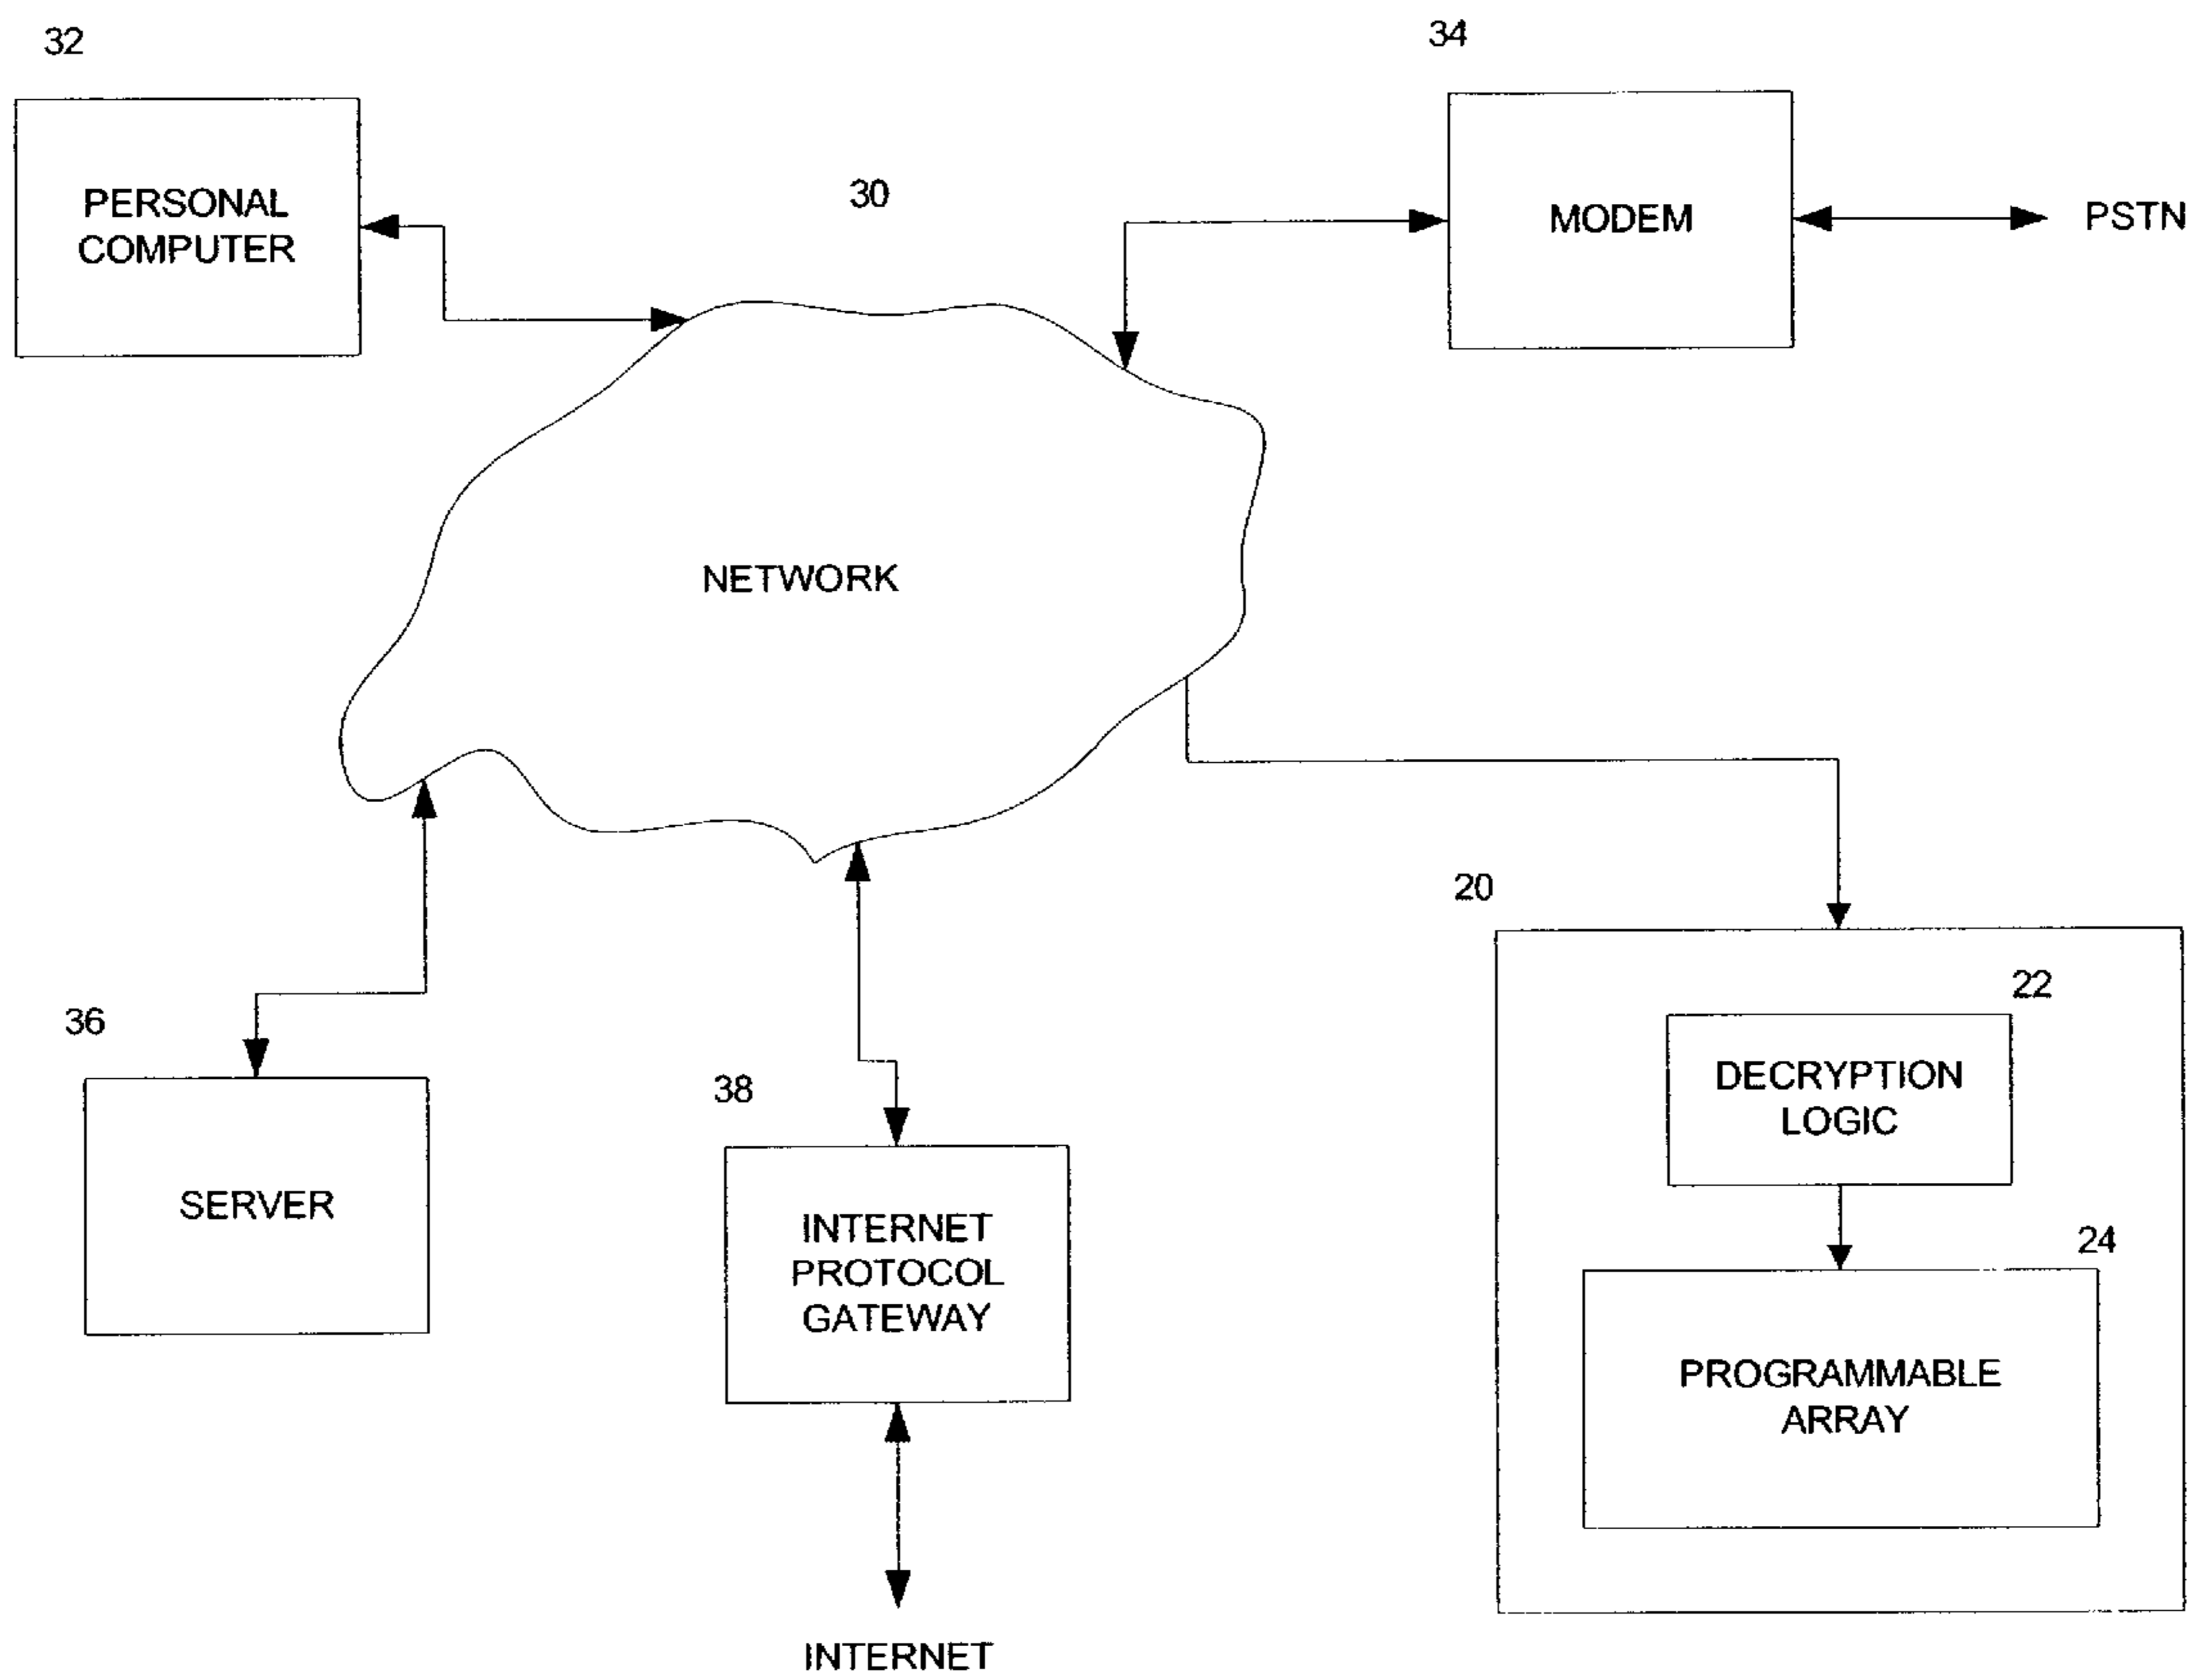 32
34
PERSONAL
COMPUTER
30
MODEM
PSTN
NETWORK
20
22
36
DECRYPTION
LOGIC
38
SERVER
INTERNET
PROTOCOL
GATEWAY
24
PROGRAMMABLE
ARRAY
INTERNET